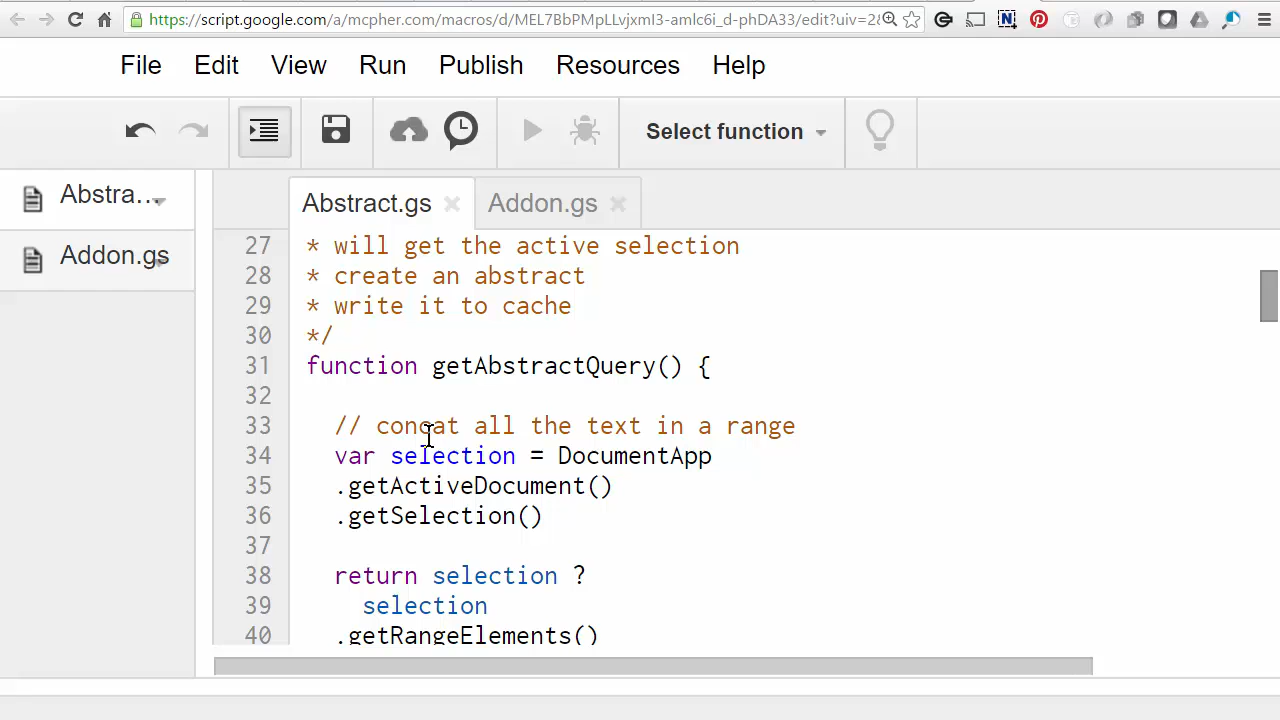 https://script.google.com/a/mcpher.com/macros/d/MEL7BBPMpLLvjxmI3-amlc6i_d-phDA33/edit?uiv=28
File Edit View Run Publish Resources Help
Select function
Abstra... Abstract.gs Addon.gs
Addon.gs
27 * will get the active selection
28 * create an abstract
29 * write it to cache
30 */
31 function getAbstractQuery() {
32
33 // concat all the text in a range
34 var selection = DocumentApp
35 .getActiveDocument()
36 .getSelection()
37
38 return selection ?
39 selection
40 .getRangeElements()